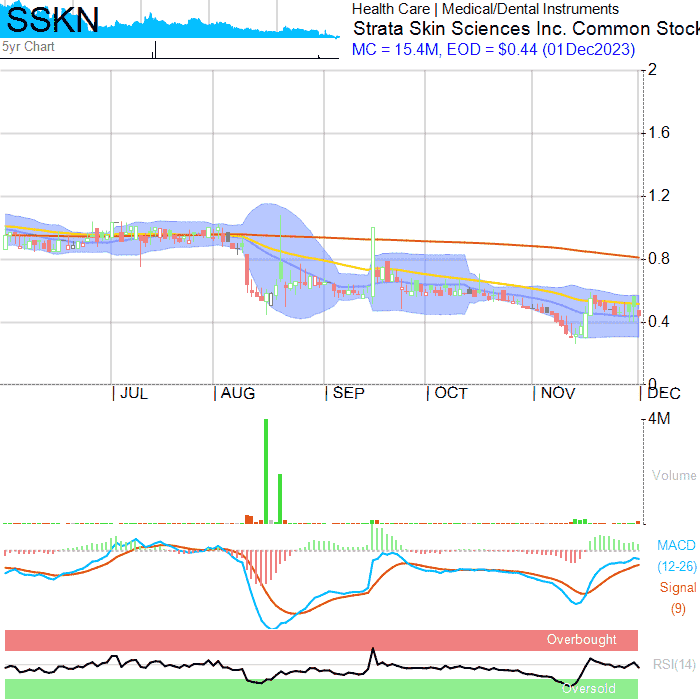 SSKN
5yr Chart
Health Care | Medical/Dental Instruments
Strata Skin Sciences Inc. Common Stock
MC = 15.4M, EOD = $0.44 (01Dec2023)
2
1.6
1.2
0.8
0.4
0
JUL AUG SEP OCT NOV DEC
4M
Volume
MACD
(12-26)
Signal
(9)
Overbought
RSI(14)
Oversold